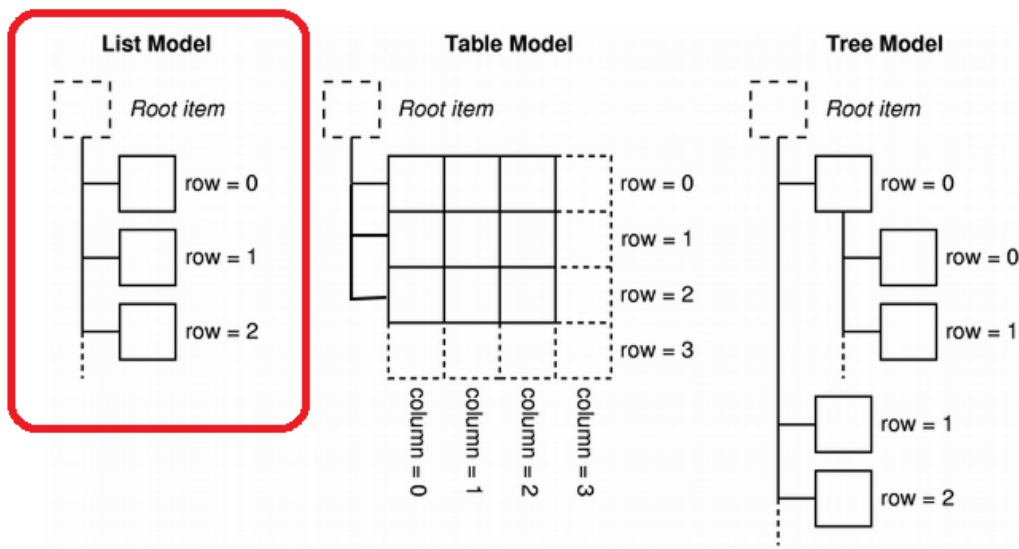 List Model
Root item
row = 0
row = 1
row = 2
Table Model
Root item
row = 0
row = 1
row = 2
row = 3
column = 0
column = 1
column = 2
column = 3
Tree Model
Root item
row = 0
row = 0
row = 1
row = 1
row = 2